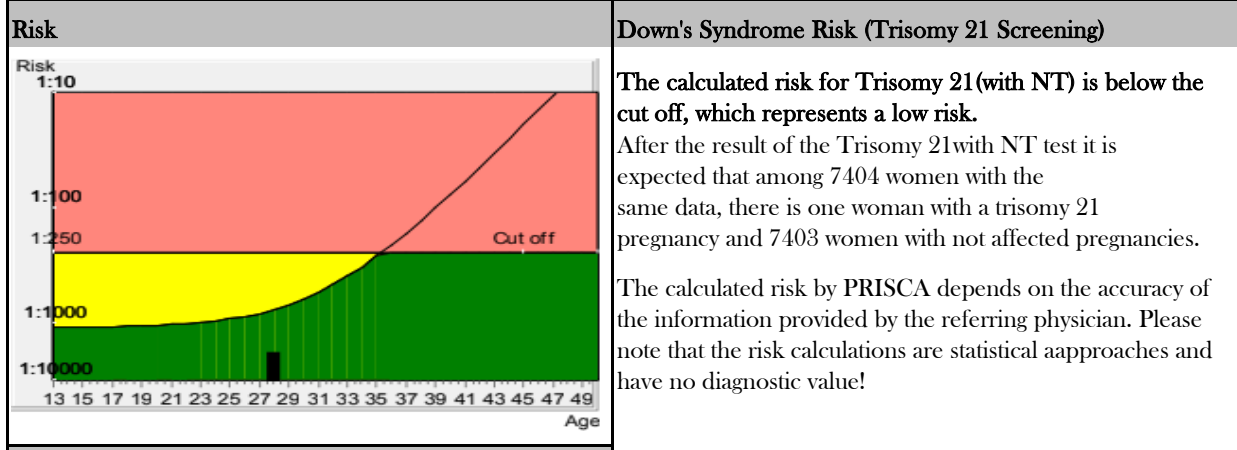 Risk
Risk
1:10
1:100
1:250
Cut off
1:1000
1:10000
13 15 17 19 21 23 25 27 29 31 33 35 37 39 41 43 45 47 49
Age
Down's Syndrome Risk (Trisomy 21 Screening)
The calculated risk for Trisomy 21(with NT) is below the
cut off, which represents a low risk.
After the result of the Trisomy 21with NT test it is
expected that among 7404 women with the
same data, there is one woman with a trisomy 21
pregnancy and 7403 women with not affected pregnancies.
The calculated risk by PRISCA depends on the accuracy of
the information provided by the referring physician. Please
note that the risk calculations are statistical aapproaches and
have no diagnostic value!